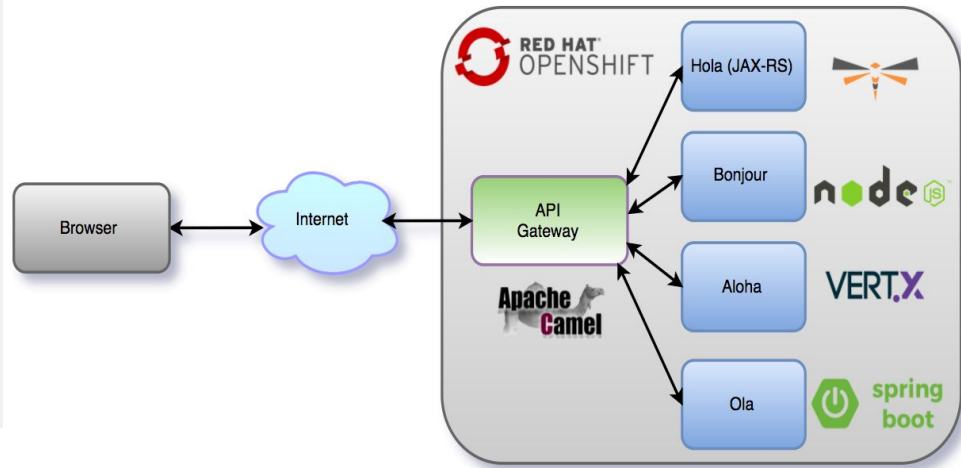 RED HAT®
OPENSHIFT
Hola (JAX-RS)
Bonjour
node
JS
Browser
Internet
API
Gateway
Apache
Camel
Aloha
VERT.X
Ola
spring
boot